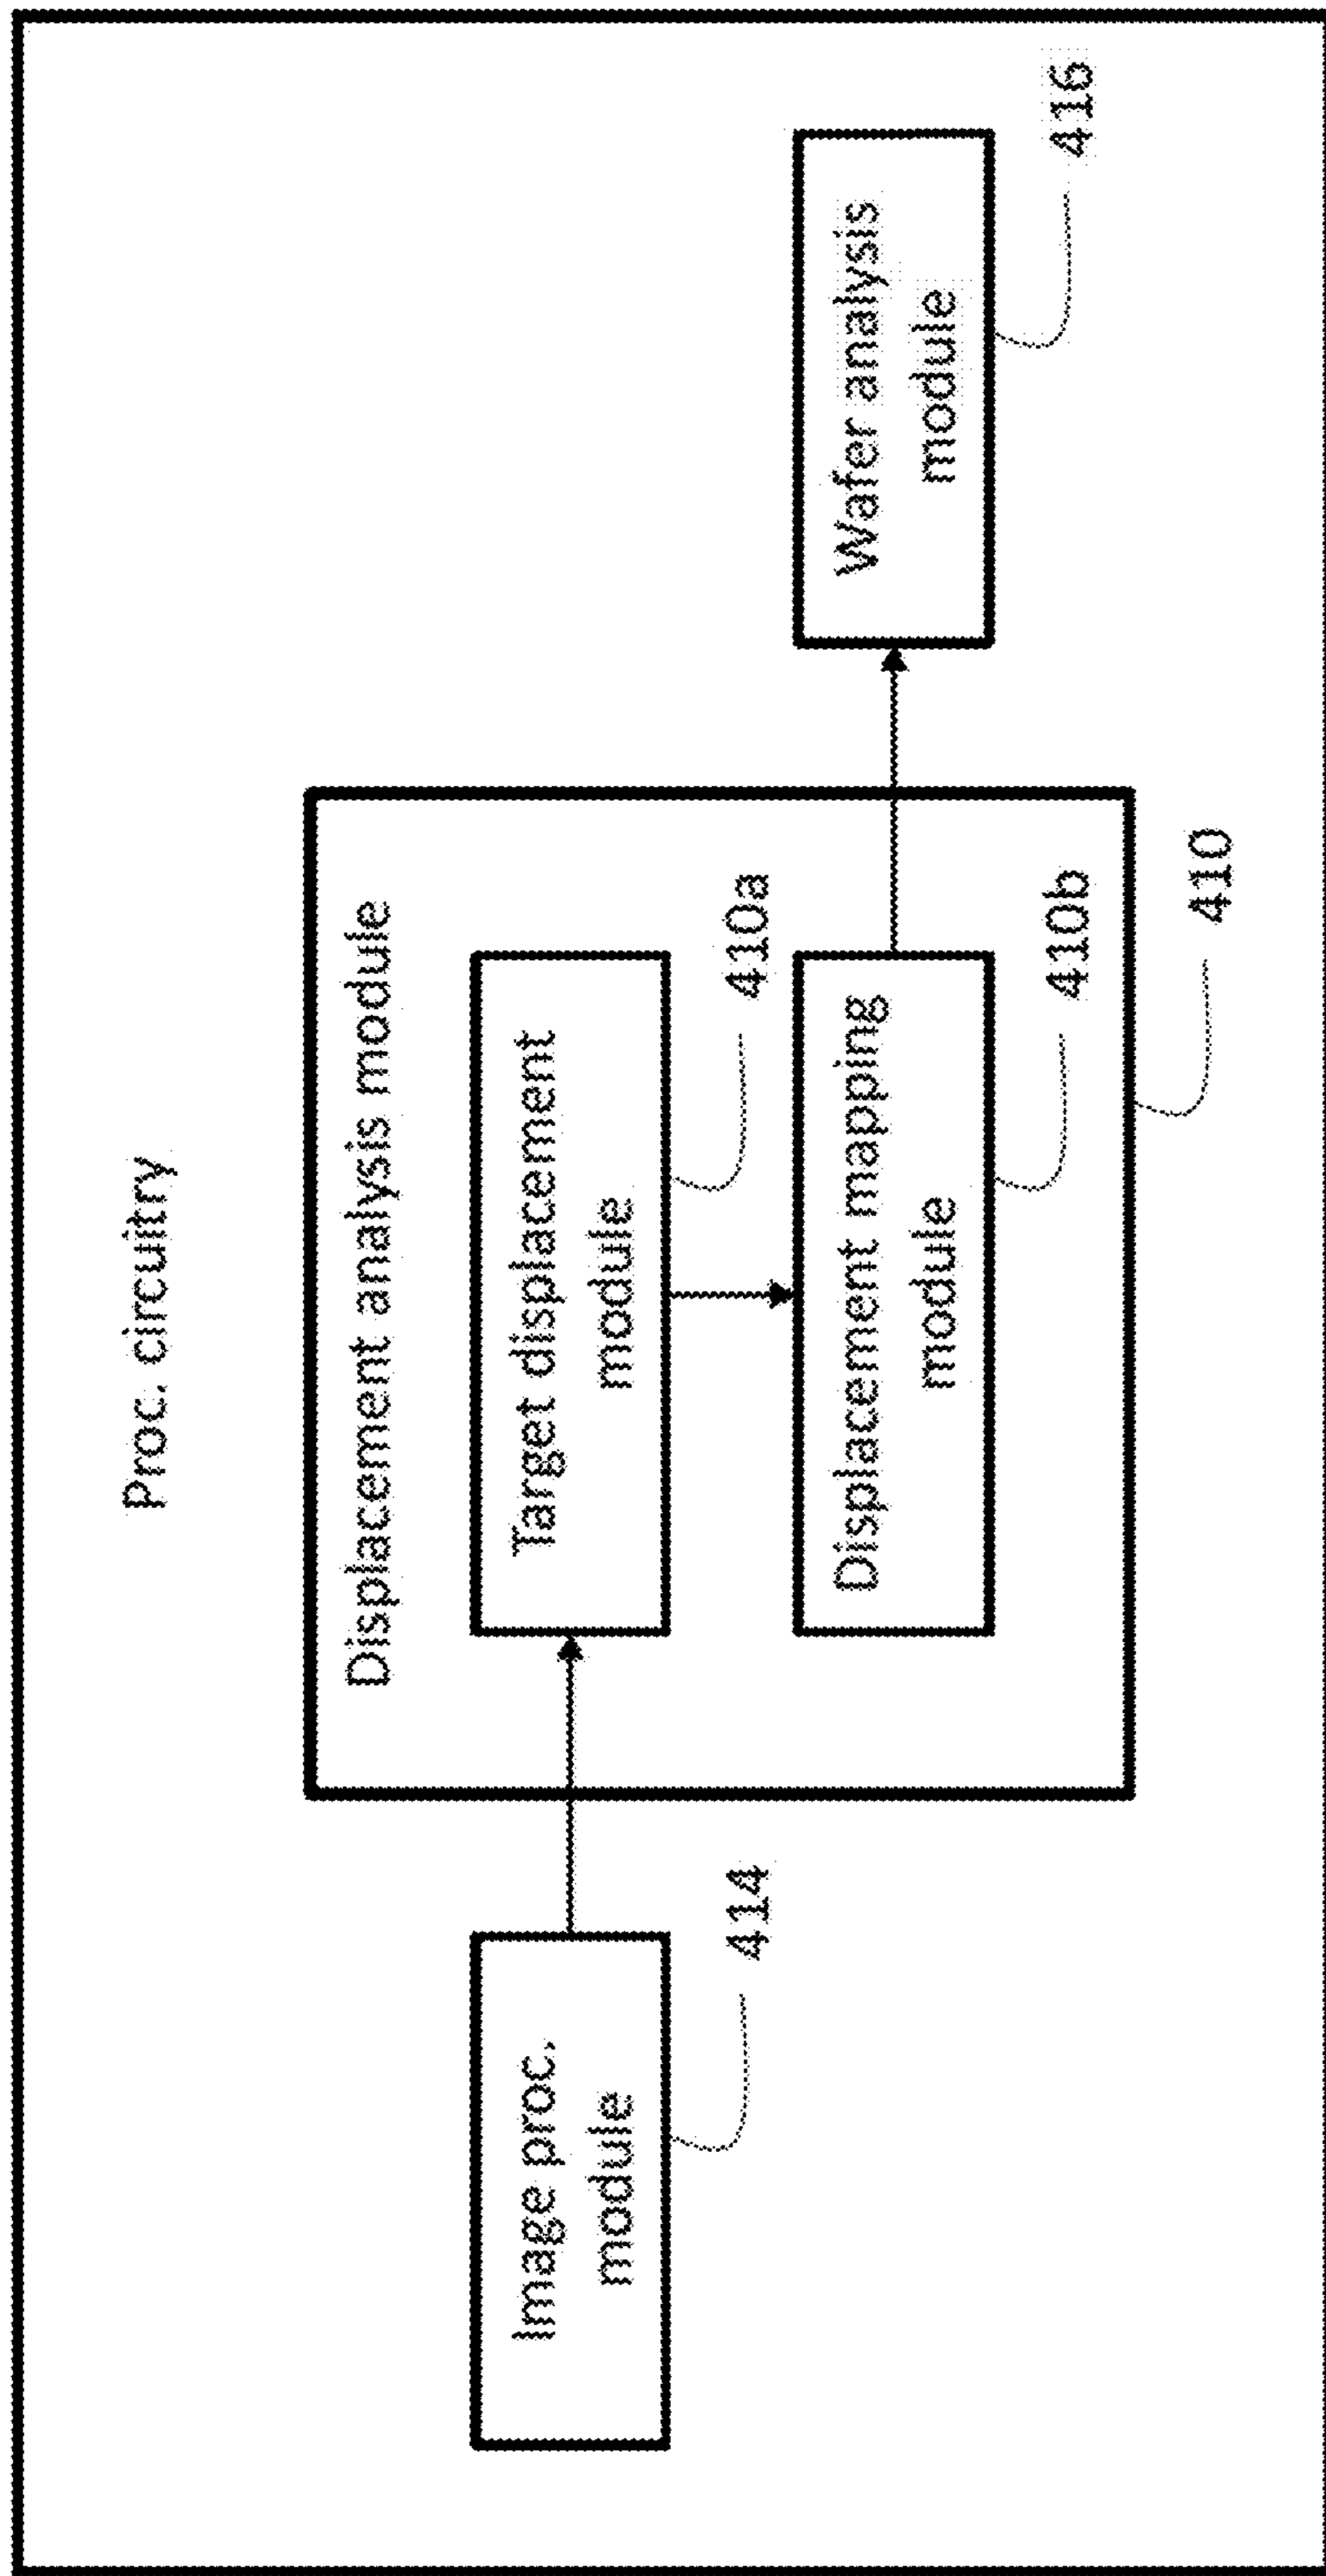 Proc. circuitry
Displacement analysis module
Image proc.
module
414
Target displacement
module
410a
Displacement mapping
module
410b
410
Wafer analysis
module
416